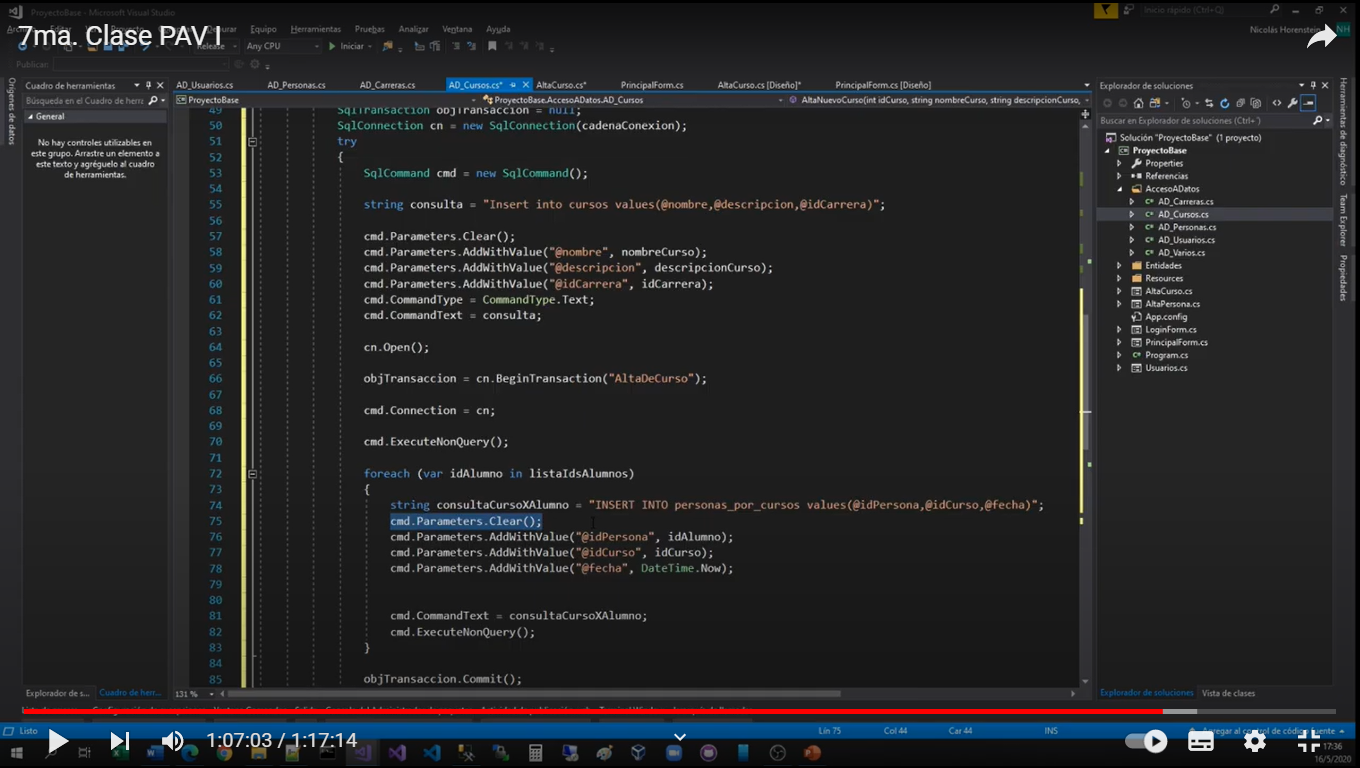 ProyectoBase - Microsoft Visual Studio
Inicio rápido (Ctrl+Q)
7ma. Clase PAV I
Equipo Herramientas Pruebas Analizar Ventana Ayuda
Nicolás Horenstein NH
Release Any CPU Iniciar
Publicar:
Cuadro de herramientas
Búsqueda en el Cuadro de herra
General
No hay controles utilizables en
este grupo. Arrastre un elemento a
este texto y agréguelo al cuadro
de herramientas.
Orígenes de datos
AD_Usuarios.cs AD_Personas.cs AD_Carreras.cs AD_Cursos.cs* AltaCurso.cs* PrincipalForm.cs AltaCurso.cs [Diseño]* PrincipalForm.cs [Diseño]
ProyectoBase ProyectoBase.AccesoADatos.AD_Cursos AltaNuevoCurso(int idCurso, string nombreCurso, string descripcionCurso,
49 SqlTransaction objTransaccion = null;
50 SqlConnection cn = new SqlConnection(cadenaConexion);
51 try
52 {
53 SqlCommand cmd = new SqlCommand();
54
55 string consulta = "Insert into cursos values(@nombre,@descripcion,@idCarrera)";
56
57 cmd.Parameters.Clear();
58 cmd.Parameters.AddWithValue("@nombre", nombreCurso);
59 cmd.Parameters.AddWithValue("@descripcion", descripcionCurso);
60 cmd.Parameters.AddWithValue("@idCarrera", idCarrera);
61 cmd.CommandType = CommandType.Text;
62 cmd.CommandText = consulta;
63
64 cn.Open();
65
66 objTransaccion = cn.BeginTransaction("AltaDeCurso");
67
68 cmd.Connection = cn;
69
70 cmd.ExecuteNonQuery();
71
72 foreach (var idAlumno in listaIdsAlumnos)
73 {
74 string consultaCursoXAlumno = "INSERT INTO personas_por_cursos values(@idPersona,@idCurso,@fecha)";
75 cmd.Parameters.Clear();
76 cmd.Parameters.AddWithValue("@idPersona", idAlumno);
77 cmd.Parameters.AddWithValue("@idCurso", idCurso);
78 cmd.Parameters.AddWithValue("@fecha", DateTime.Now);
79
80
81 cmd.CommandText = consultaCursoXAlumno;
82 cmd.ExecuteNonQuery();
83 }
84
85 objTransaccion.Commit();
131 %
Explorador de soluciones
Buscar en Explorador de soluciones (Ctrl+´)
Solución "ProyectoBase" (1 proyecto)
ProyectoBase
Properties
Referencias
AccesoADatos
AD_Carreras.cs
AD_Cursos.cs
AD_Personas.cs
AD_Usuarios.cs
AD_Varios.cs
Entidades
Resources
AltaCurso.cs
AltaPersona.cs
App.config
LoginForm.cs
PrincipalForm.cs
Program.cs
Usuarios.cs
Herramientas de diagnóstico
Team Explorer
Propiedades
Explorador de s... Cuadro de herr...
Explorador de soluciones Vista de clases
Listo Lín 75 Col 44 Car 44 INS Agregar al control de código fuente
1:07:03 / 1:17:14
17:36
16/5/2020